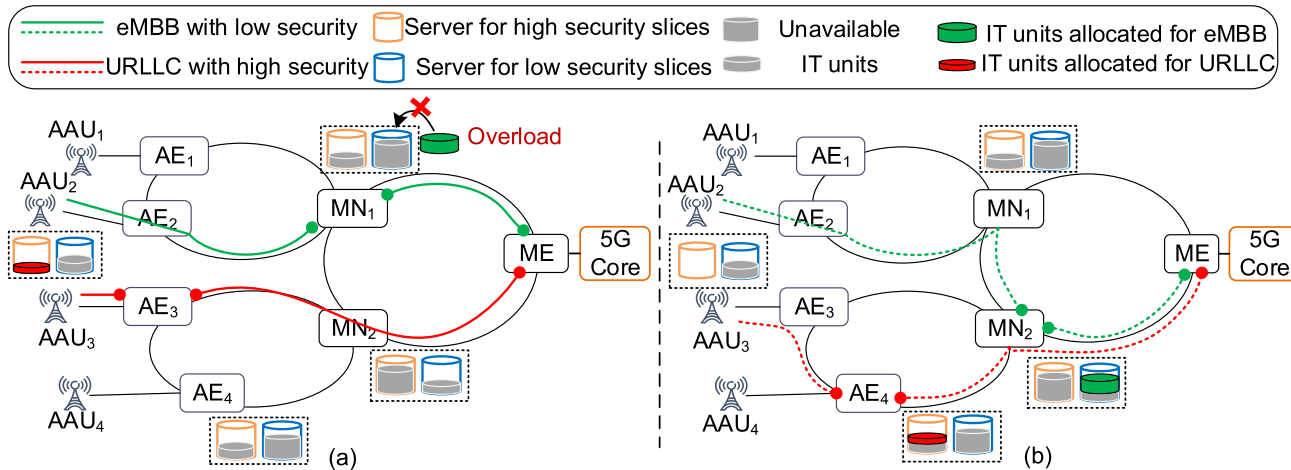 eMBB with low security
Server for high security slices
Unavailable
IT units allocated for eMBB
URLLC with high security
Server for low security slices
IT units
IT units allocated for URLLC
AAU1
AE1
Overload
AAU2
AE2
MN1
ME
5G
Core
AE3
AAU3
MN2
AE4
AAU4
(a)
AAU1
AE1
AAU2
AE2
MN1
ME
5G
Core
AE3
AAU3
MN2
AE4
AAU4
(b)